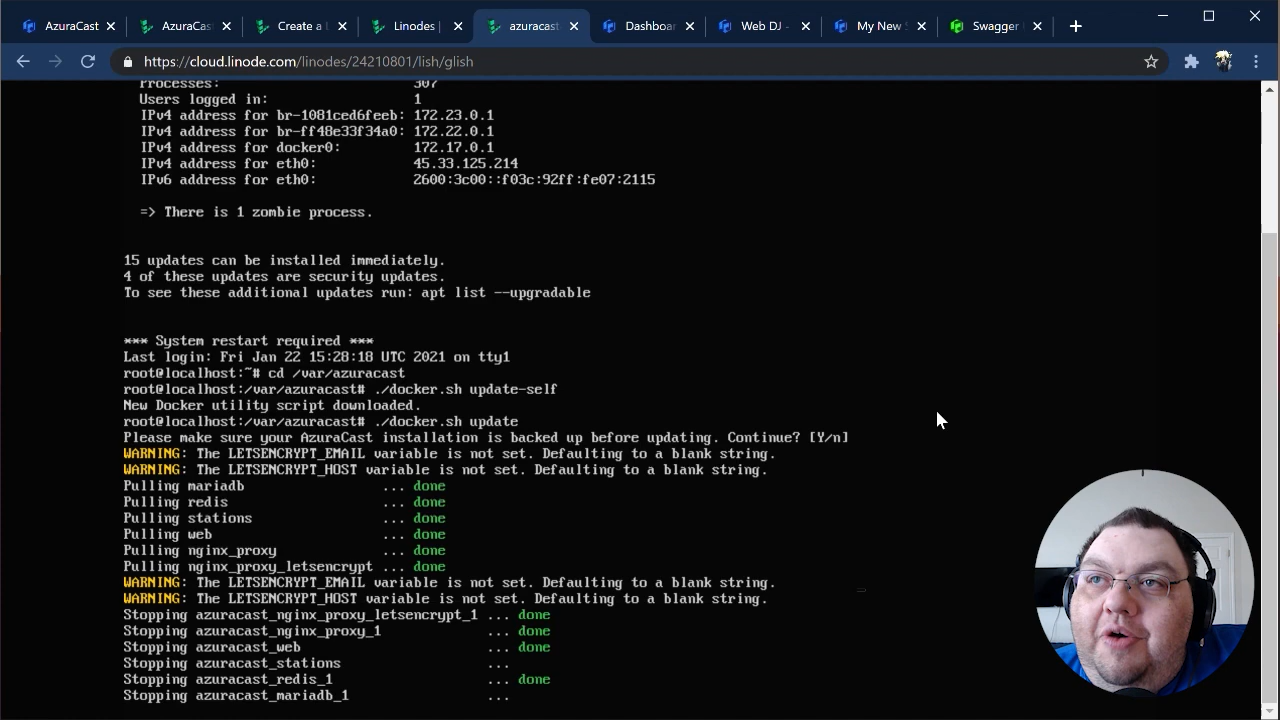 AzuraCast
AzuraCas
Create a L
Linodes |
azuracast
Dashboar
Web DJ -
My New S
Swagger
https://cloud.linode.com/linodes/24210801/lish/glish
Processes: 307
Users logged in: 1
IPv4 address for br-1081ced6feeb: 172.23.0.1
IPv4 address for br-ff48e33f34a0: 172.22.0.1
IPv4 address for docker0: 172.17.0.1
IPv4 address for eth0: 45.33.125.214
IPv6 address for eth0: 2600:3c00::f03c:92ff:fe07:2115
=> There is 1 zombie process.
15 updates can be installed immediately.
4 of these updates are security updates.
To see these additional updates run: apt list --upgradable
*** System restart required ***
Last login: Fri Jan 22 15:28:18 UTC 2021 on tty1
root@localhost:~# cd /var/azuracast
root@localhost:/var/azuracast# ./docker.sh update-self
New Docker utility script downloaded.
root@localhost:/var/azuracast# ./docker.sh update
Please make sure your AzuraCast installation is backed up before updating. Continue? [Y/n]
WARNING: The LETSENCRYPT_EMAIL variable is not set. Defaulting to a blank string.
WARNING: The LETSENCRYPT_HOST variable is not set. Defaulting to a blank string.
Pulling mariadb ... done
Pulling redis ... done
Pulling stations ... done
Pulling web ... done
Pulling nginx_proxy ... done
Pulling nginx_proxy_letsencrypt ... done
WARNING: The LETSENCRYPT_EMAIL variable is not set. Defaulting to a blank string.
WARNING: The LETSENCRYPT_HOST variable is not set. Defaulting to a blank string.
Stopping azuracast_nginx_proxy_letsencrypt_1 ... done
Stopping azuracast_nginx_proxy_1 ... done
Stopping azuracast_web ... done
Stopping azuracast_stations ...
Stopping azuracast_redis_1 ... done
Stopping azuracast_mariadb_1 ...